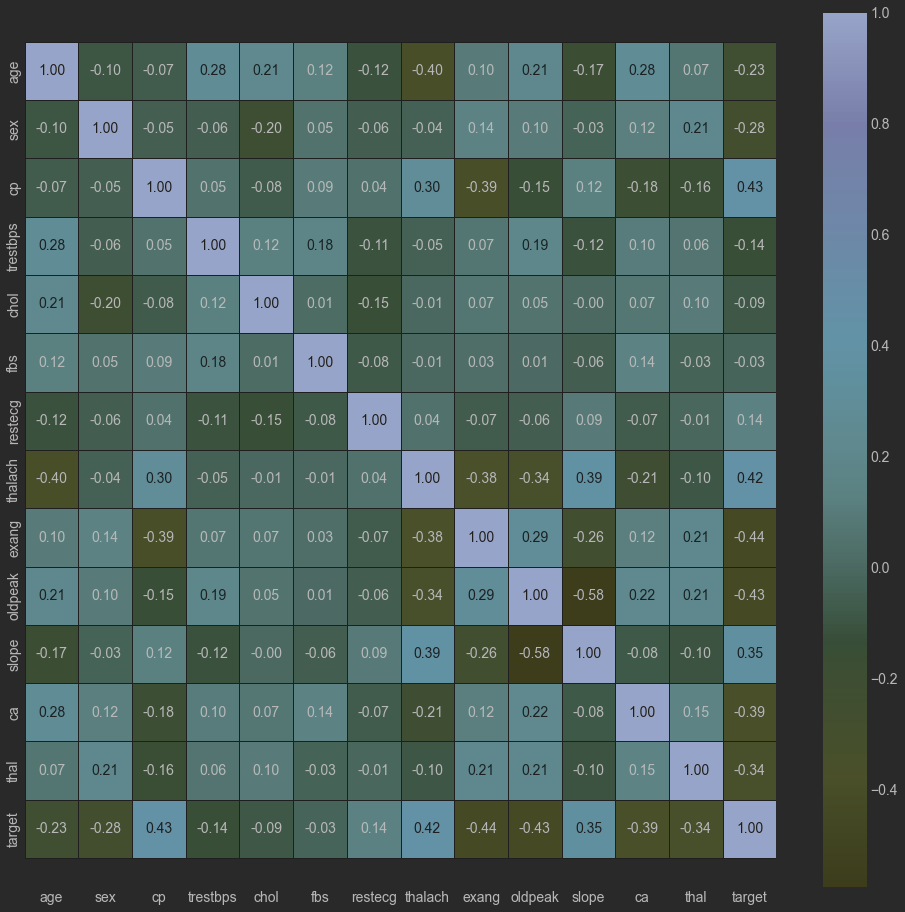 age 1.00 -0.10 -0.07 0.28 0.21 0.12 -0.12 -0.40 0.10 0.21 -0.17 0.28 0.07 -0.23
sex -0.10 1.00 -0.05 -0.06 -0.20 0.05 -0.06 -0.04 0.14 0.10 -0.03 0.12 0.21 -0.28
cp -0.07 -0.05 1.00 0.05 -0.08 0.09 0.04 0.30 -0.39 -0.15 0.12 -0.18 -0.16 0.43
trestbps 0.28 -0.06 0.05 1.00 0.12 0.18 -0.11 -0.05 0.07 0.19 -0.12 0.10 0.06 -0.14
chol 0.21 -0.20 -0.08 0.12 1.00 0.01 -0.15 -0.01 0.07 0.05 -0.00 0.07 0.10 -0.09
fbs 0.12 0.05 0.09 0.18 0.01 1.00 -0.08 -0.01 0.03 0.01 -0.06 0.14 -0.03 -0.03
restecg -0.12 -0.06 0.04 -0.11 -0.15 -0.08 1.00 0.04 -0.07 -0.06 0.09 -0.07 -0.01 0.14
thalach -0.40 -0.04 0.30 -0.05 -0.01 -0.01 0.04 1.00 -0.38 -0.34 0.39 -0.21 -0.10 0.42
exang 0.10 0.14 -0.39 0.07 0.07 0.03 -0.07 -0.38 1.00 0.29 -0.26 0.12 0.21 -0.44
oldpeak 0.21 0.10 -0.15 0.19 0.05 0.01 -0.06 -0.34 0.29 1.00 -0.58 0.22 0.21 -0.43
slope -0.17 -0.03 0.12 -0.12 -0.00 -0.06 0.09 0.39 -0.26 -0.58 1.00 -0.08 -0.10 0.35
ca 0.28 0.12 -0.18 0.10 0.07 0.14 -0.07 -0.21 0.12 0.22 -0.08 1.00 0.15 -0.39
thal 0.07 0.21 -0.16 0.06 0.10 -0.03 -0.01 -0.10 0.21 0.21 -0.10 0.15 1.00 -0.34
target -0.23 -0.28 0.43 -0.14 -0.09 -0.03 0.14 0.42 -0.44 -0.43 0.35 -0.39 -0.34 1.00
age sex cp trestbps chol fbs restecg thalach exang oldpeak slope ca thal target
1.0
0.8
0.6
0.4
0.2
0.0
−0.2
−0.4